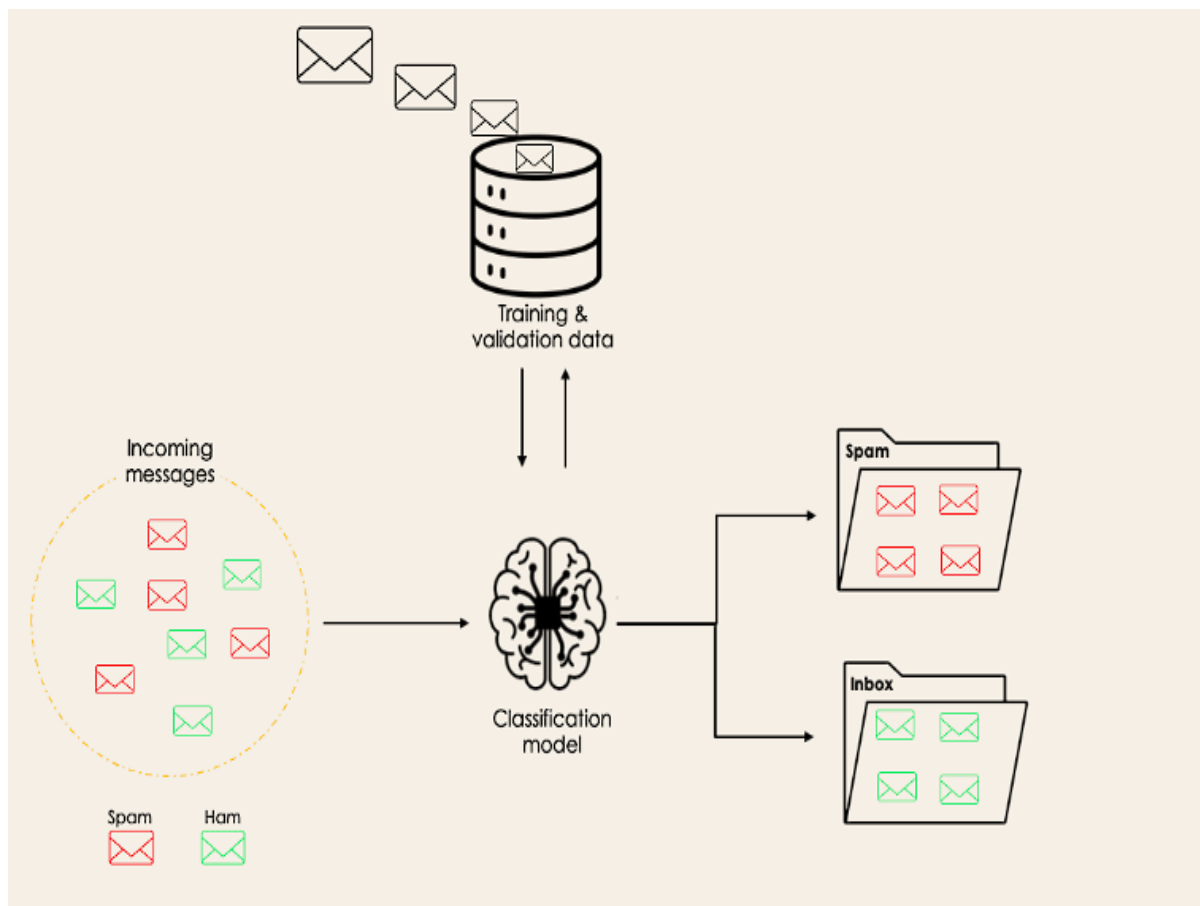 Training &
validation data
Incoming
messages
Spam
Classification
model
Inbox
Spam
Ham